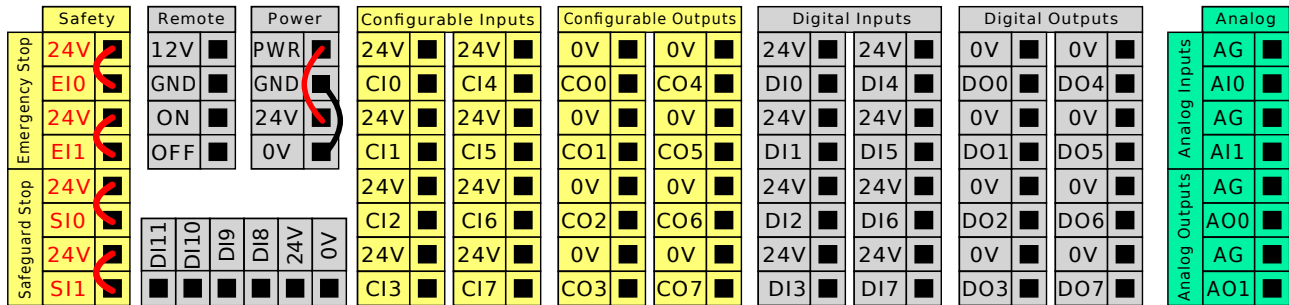 Safety
Emergency Stop
24V
EI0
24V
EI1
Safeguard Stop
24V
SI0
24V
SI1
Remote
12V
GND
ON
OFF
Power
PWR
GND
24V
0V
DI11
DI10
DI9
DI8
24V
0V
Configurable Inputs
24V 24V
CI0 CI4
24V 24V
CI1 CI5
24V 24V
CI2 CI6
24V 24V
CI3 CI7
Configurable Outputs
0V 0V
CO0 CO4
0V 0V
CO1 CO5
0V 0V
CO2 CO6
0V 0V
CO3 CO7
Digital Inputs
24V 24V
DI0 DI4
24V 24V
DI1 DI5
24V 24V
DI2 DI6
24V 24V
DI3 DI7
Digital Outputs
0V 0V
DO0 DO4
0V 0V
DO1 DO5
0V 0V
DO2 DO6
0V 0V
DO3 DO7
Analog
Analog Inputs
AG
AI0
AG
AI1
Analog Outputs
AG
AO0
AG
AO1